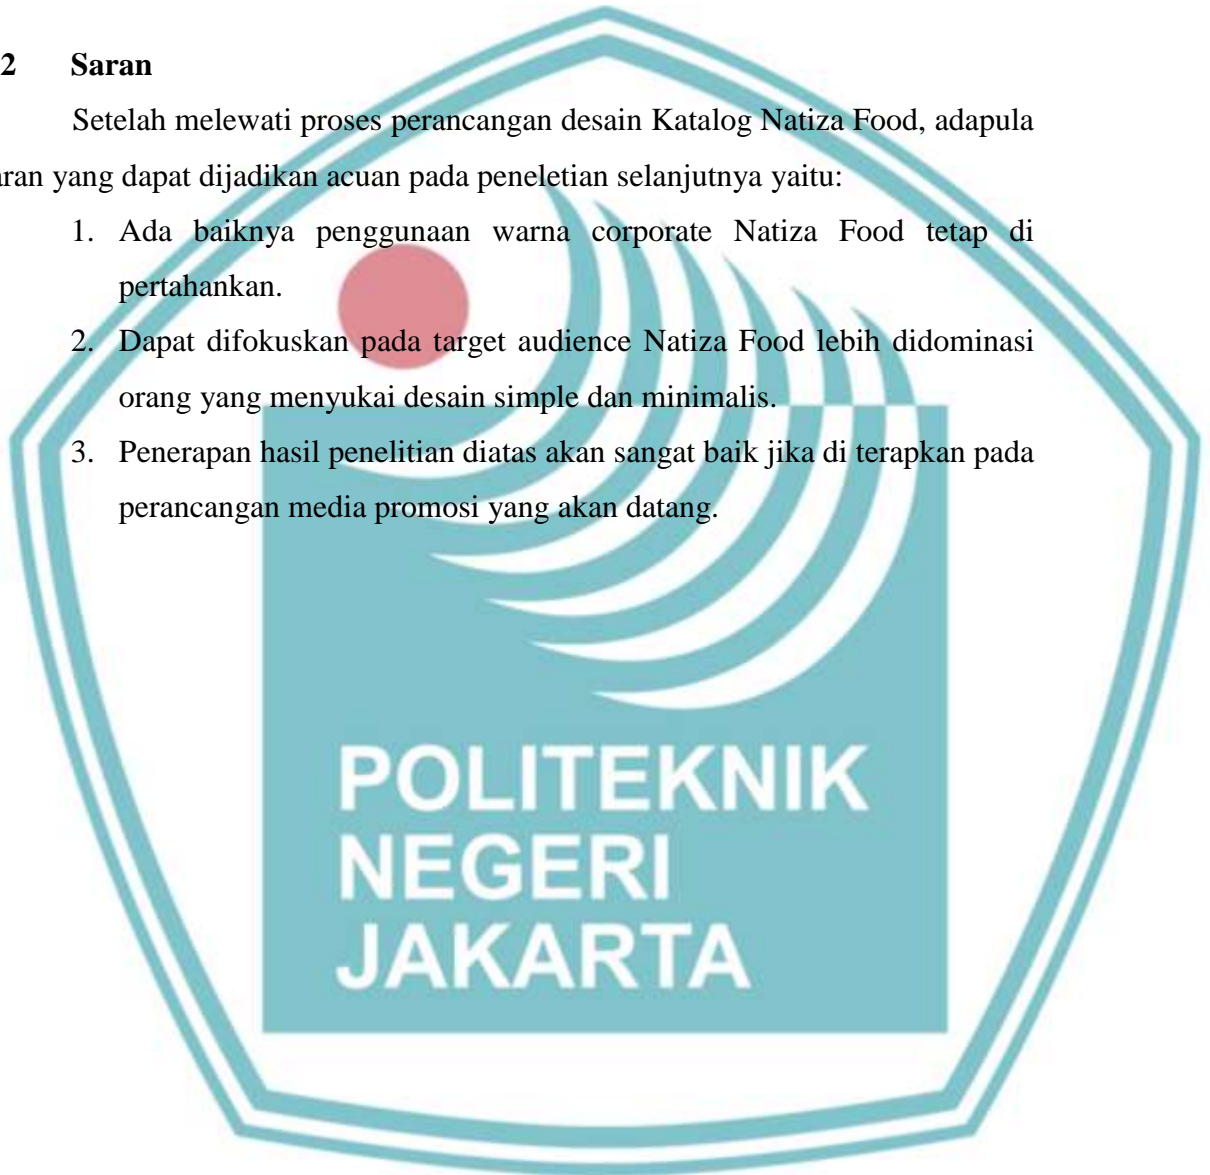 2 Saran
Setelah melewati proses perancangan desain Katalog Natiza Food, adapula
aran yang dapat dijadikan acuan pada peneletian selanjutnya yaitu:
1. Ada baiknya penggunaan warna corporate Natiza Food tetap di
pertahankan.
2. Dapat difokuskan pada target audience Natiza Food lebih didominasi
orang yang menyukai desain simple dan minimalis.
3. Penerapan hasil penelitian diatas akan sangat baik jika di terapkan pada
perancangan media promosi yang akan datang.
POLITEKNIK
NEGERI
JAKARTA